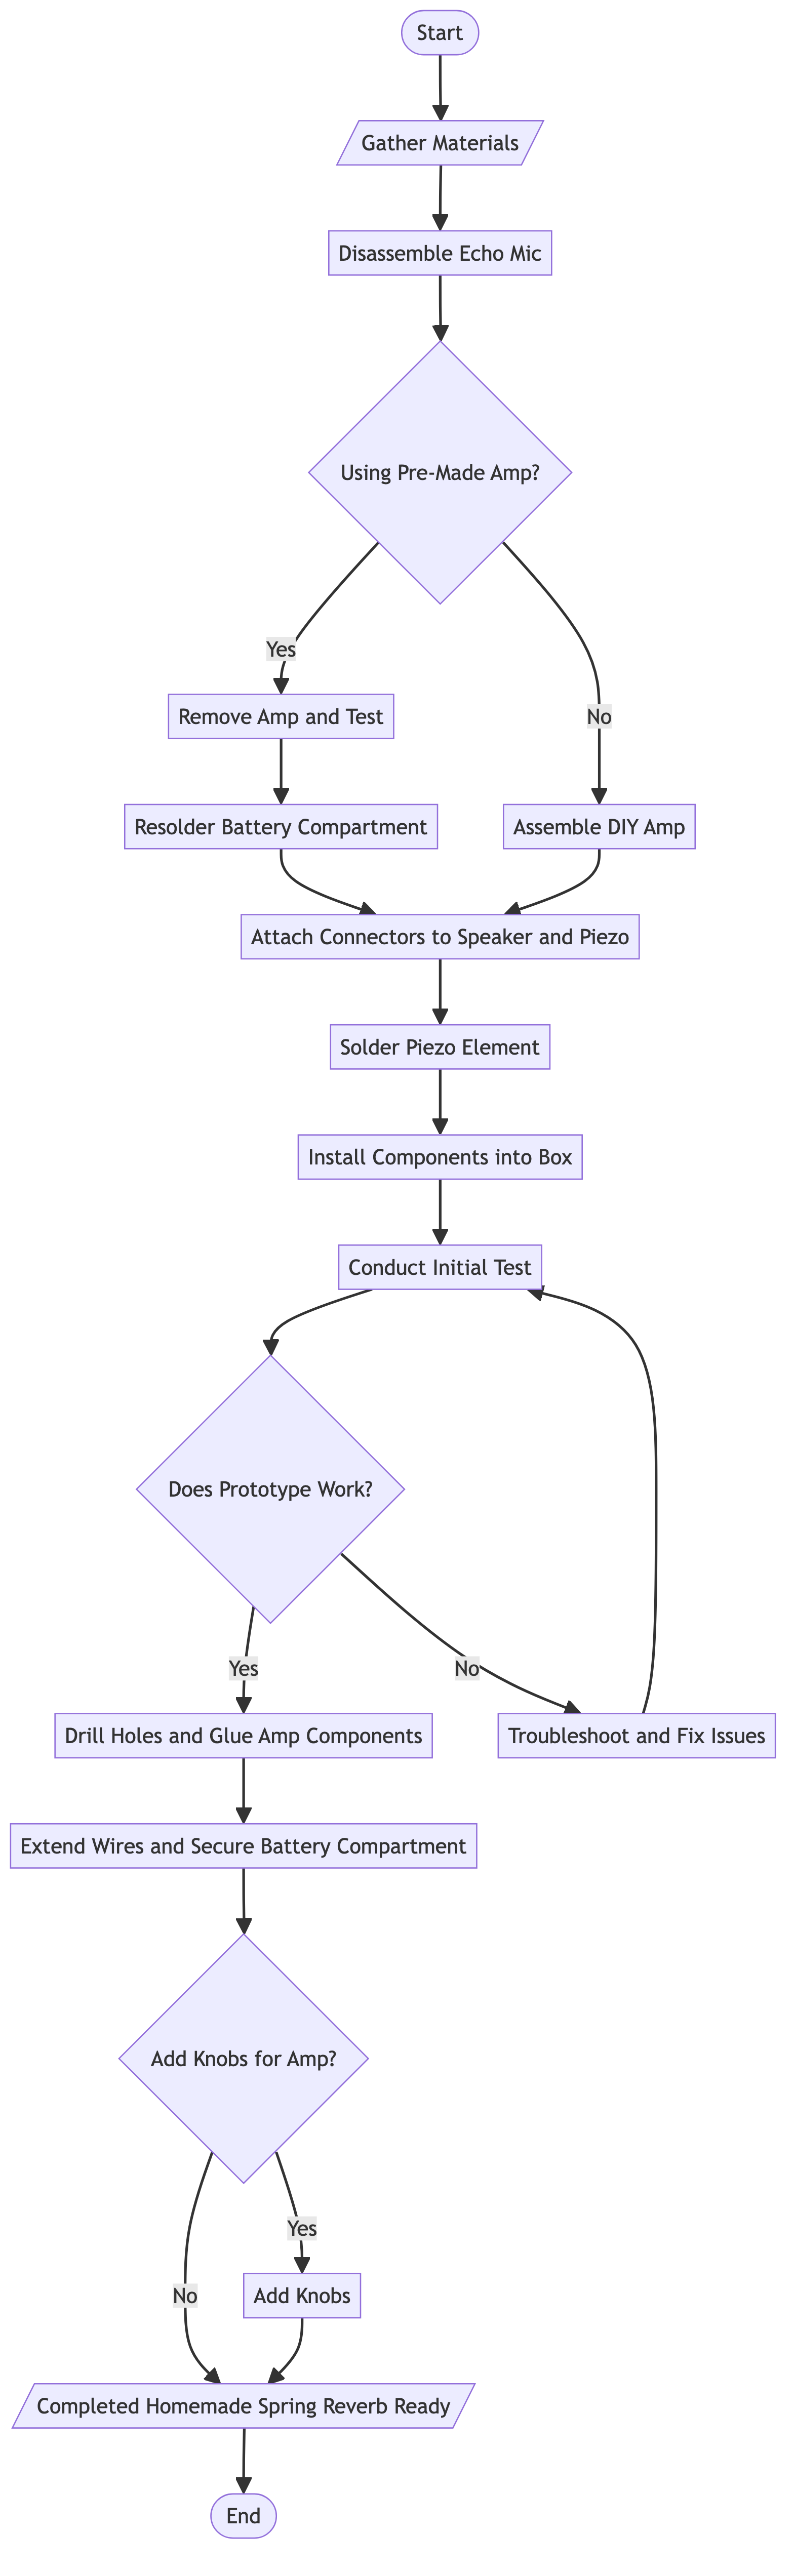 Start
Gather Materials
Disassemble Echo Mic
Using Pre-Made Amp?
Yes
Remove Amp and Test
No
Resolder Battery Compartment
Assemble DIY Amp
Attach Connectors to Speaker and Piezo
Solder Piezo Element
Install Components into Box
Conduct Initial Test
Does Prototype Work?
Yes
No
Drill Holes and Glue Amp Components
Troubleshoot and Fix Issues
Extend Wires and Secure Battery Compartment
Add Knobs for Amp?
Yes
No
Add Knobs
Completed Homemade Spring Reverb Ready
End